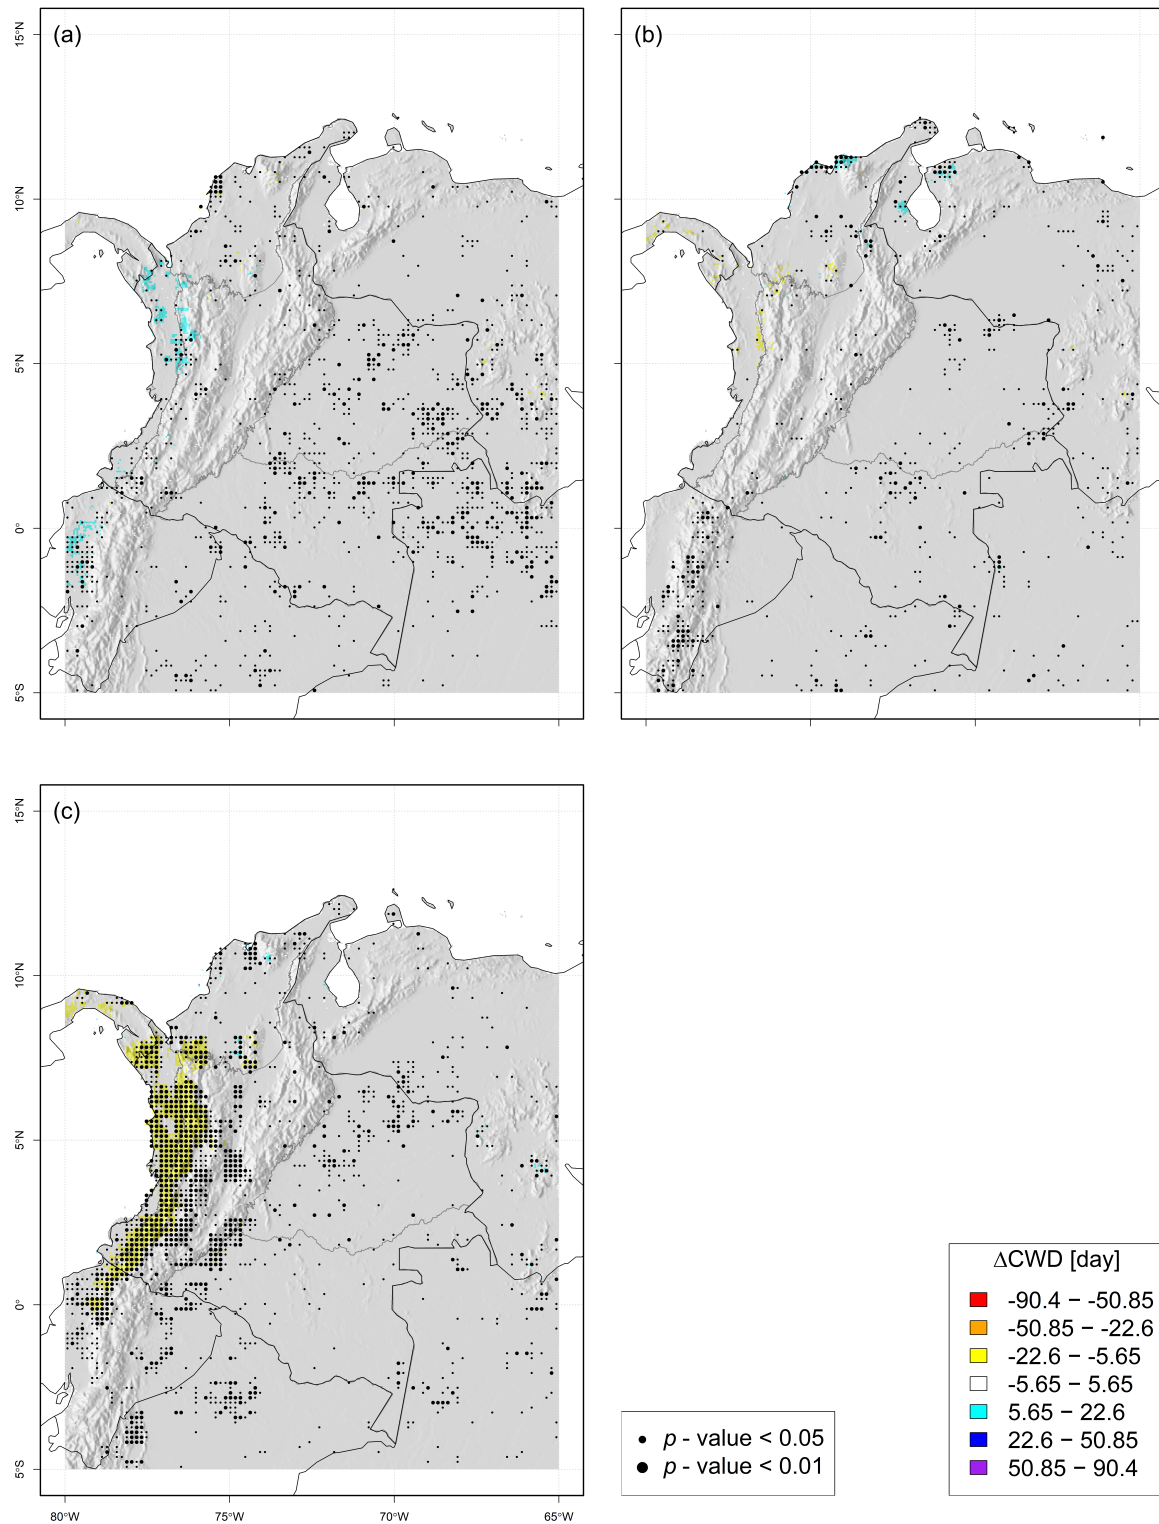 (a)
(b)
15°N
10°N
5°N
0°
5°S
(c)
15°N
10°N
5°N
0°
5°S
80°W
75°W
70°W
65°W
p - value < 0.05
p - value < 0.01
ΔCWD [day]
-90.4 − -50.85
-50.85 − -22.6
-22.6 − -5.65
-5.65 − 5.65
5.65 − 22.6
22.6 − 50.85
50.85 − 90.4